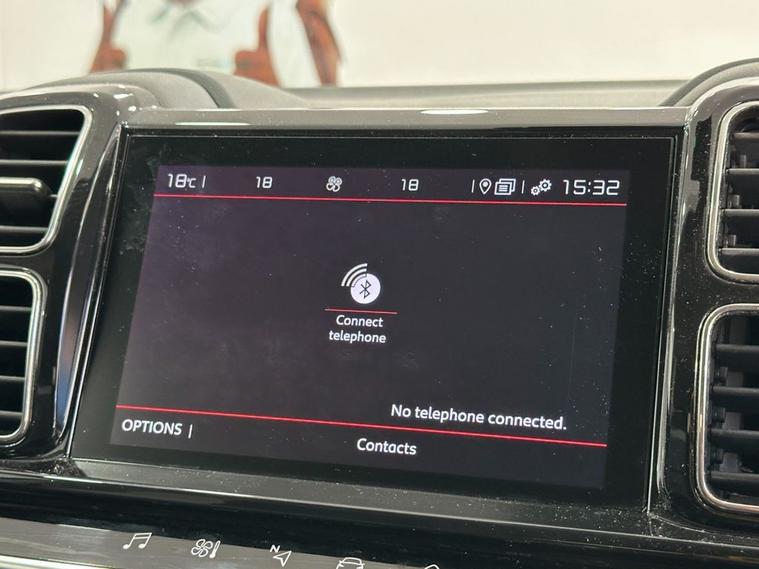 18°C | 18 18 | | 15:32
Connect
telephone
No telephone connected.
OPTIONS |
Contacts